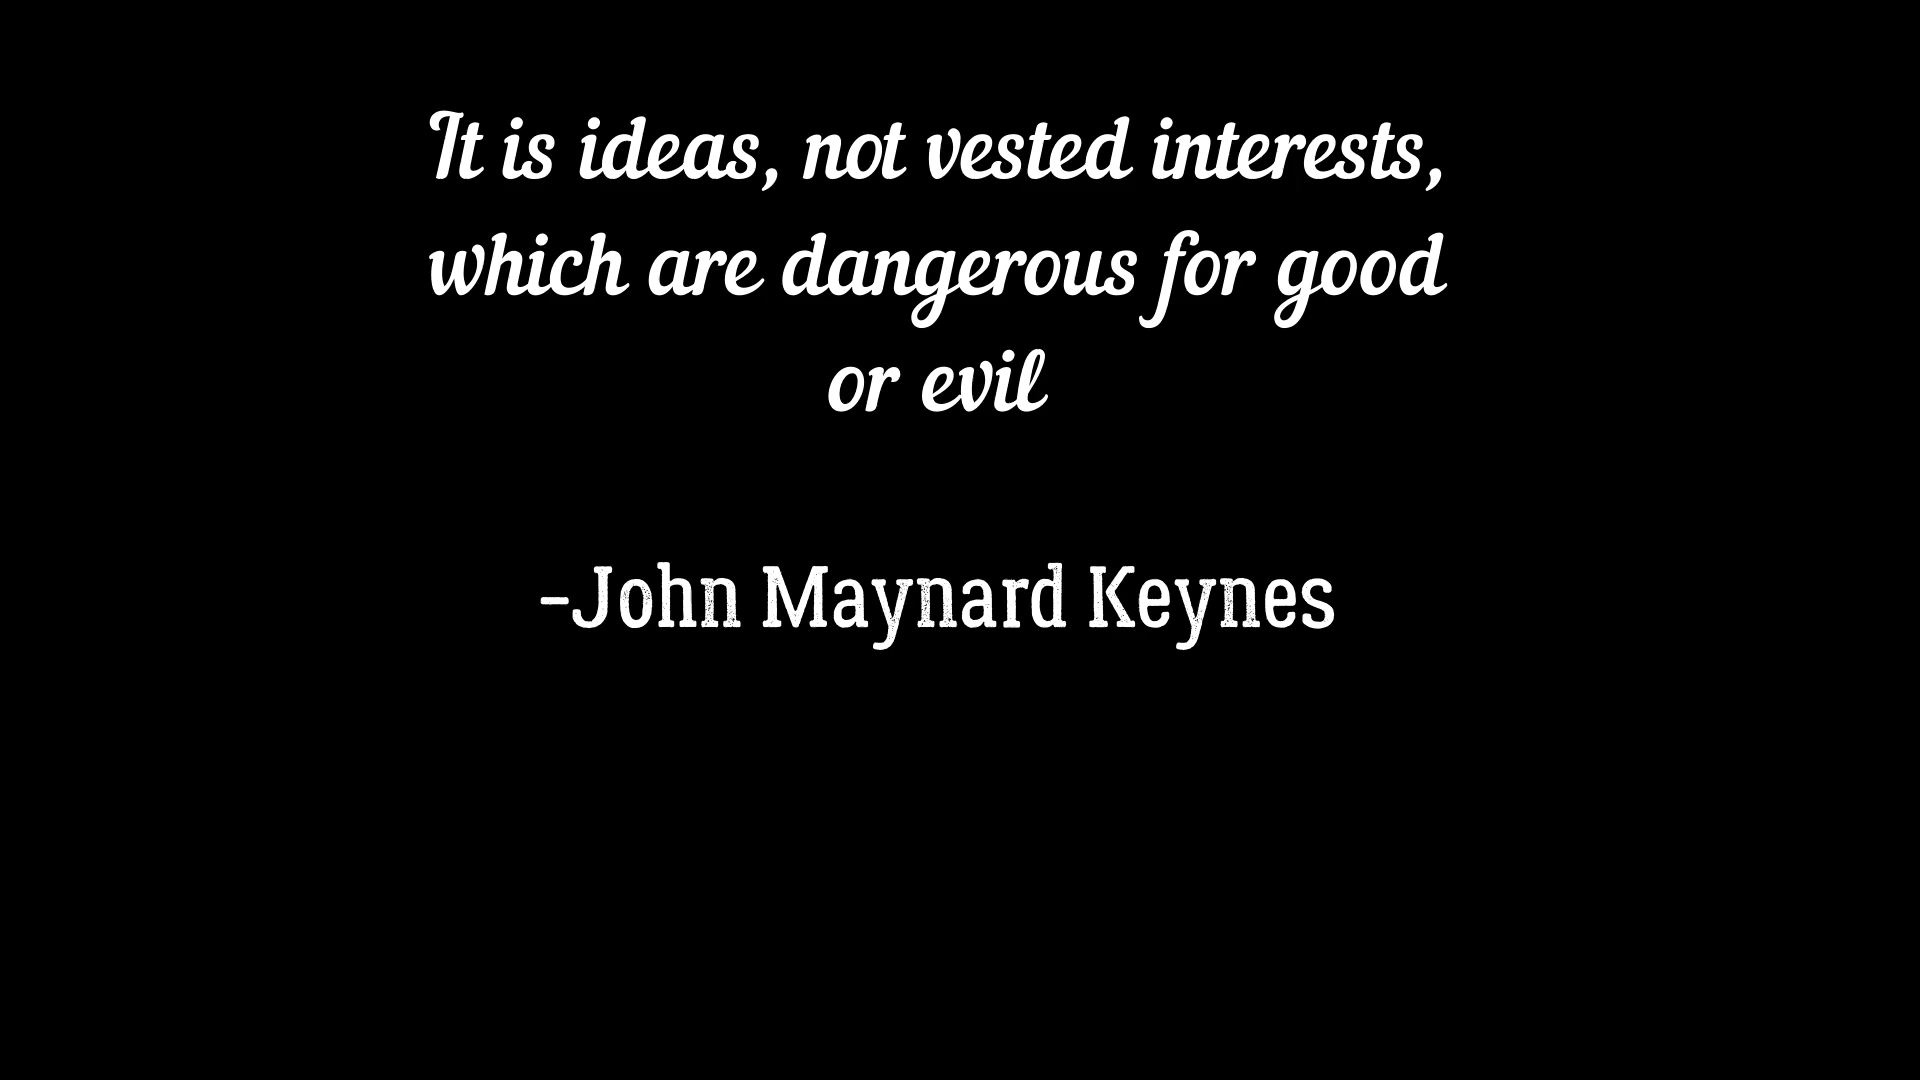 It is ideas, not vested interests,
which are dangerous for good
or evil
-John Maynard Keynes